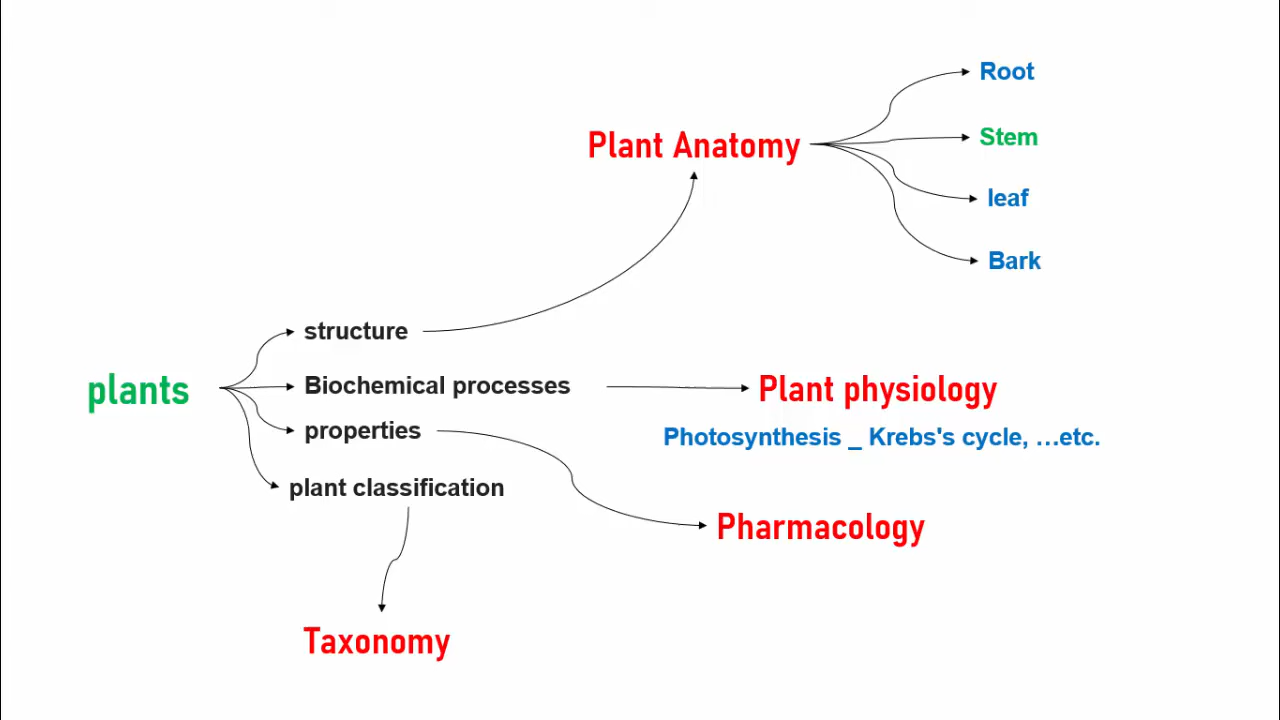 Root
Plant Anatomy
Stem
leaf
Bark
structure
plants
Biochemical processes
Plant physiology
properties
Photosynthesis _ Krebs's cycle, ...etc.
plant classification
Pharmacology
Taxonomy